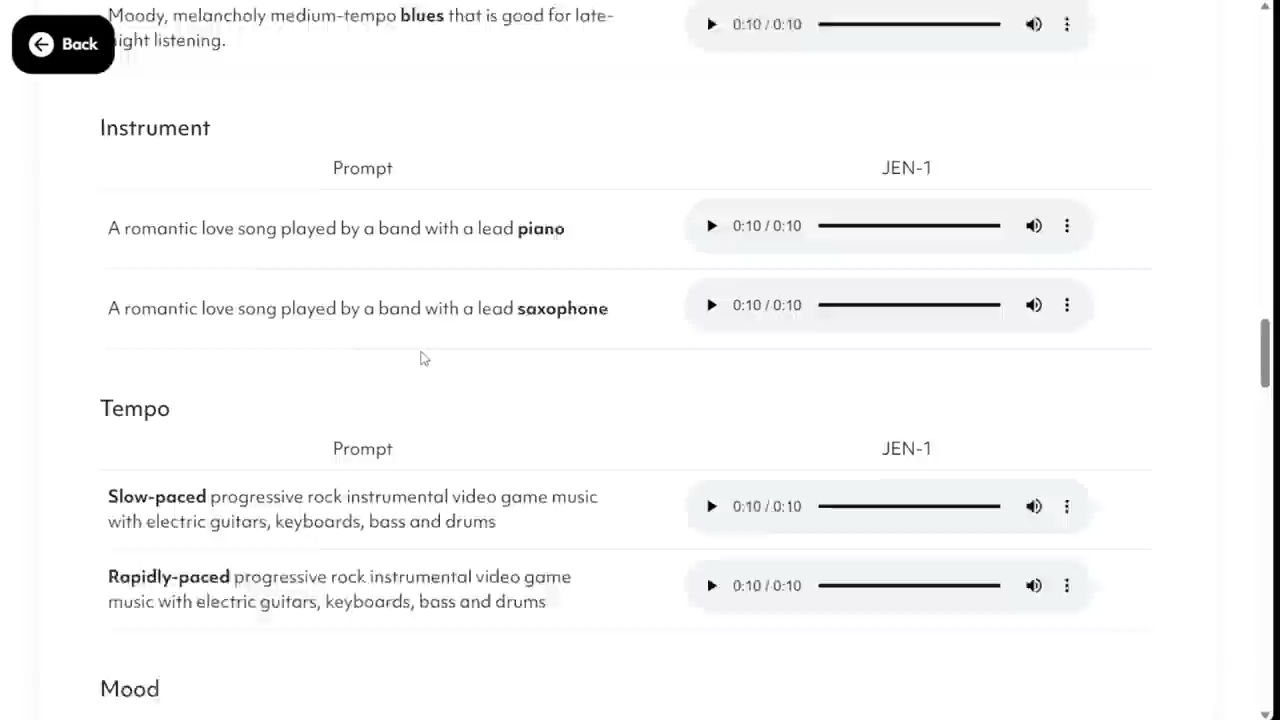 Moody, melancholy medium-tempo blues that is good for late-
night listening.
0:10 / 0:10
Back
Instrument
Prompt
JEN-1
A romantic love song played by a band with a lead piano
0:10 / 0:10
A romantic love song played by a band with a lead saxophone
0:10 / 0:10
Tempo
Prompt
JEN-1
Slow-paced progressive rock instrumental video game music
with electric guitars, keyboards, bass and drums
0:10 / 0:10
Rapidly-paced progressive rock instrumental video game
music with electric guitars, keyboards, bass and drums
0:10 / 0:10
Mood